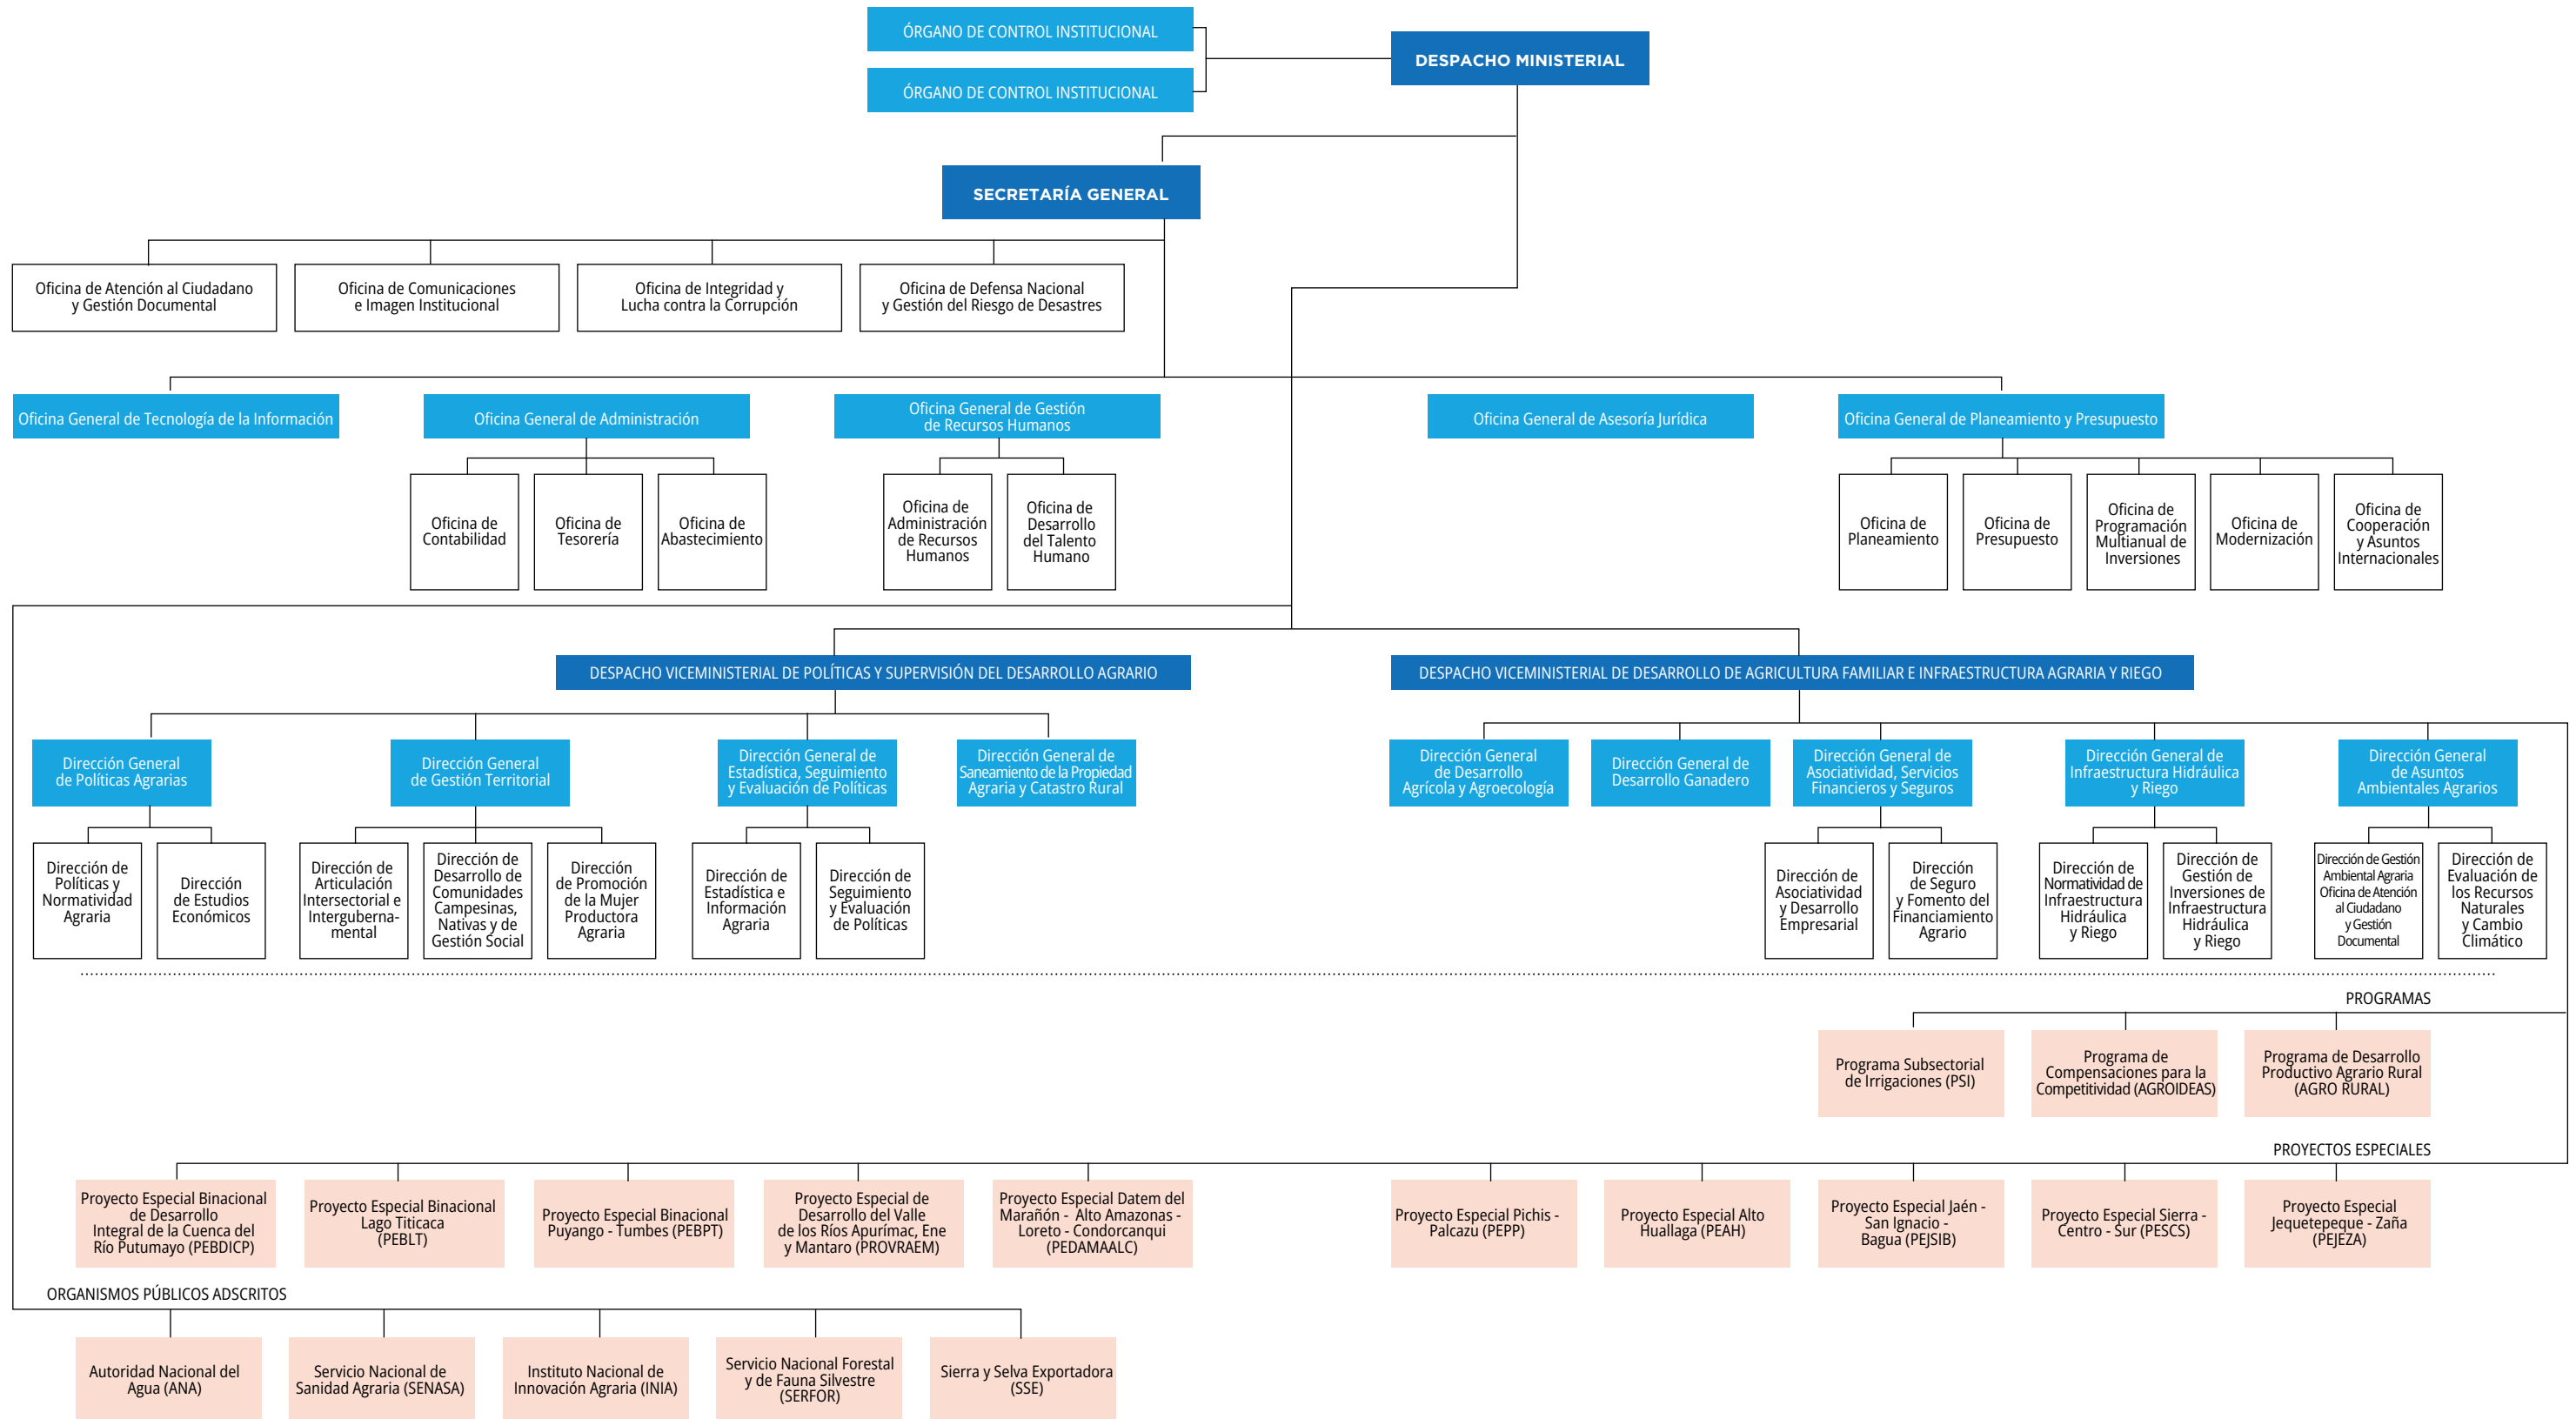 ÓRGANO DE CONTROL INSTITUCIONAL
DESPACHO MINISTERIAL
ÓRGANO DE CONTROL INSTITUCIONAL
SECRETARÍA GENERAL
Oficina de Atención al Ciudadano
y Gestión Documental
Oficina de Comunicaciones
e Imagen Institucional
Oficina de Integridad y
Lucha contra la Corrupción
Oficina de Defensa Nacional
y Gestión del Riesgo de Desastres
Oficina General de Tecnología de la Información
Oficina General de Administración
Oficina General de Gestión
de Recursos Humanos
Oficina General de Asesoría Jurídica
Oficina General de Planeamiento y Presupuesto
Oficina de
Contabilidad
Oficina de
Tesorería
Oficina de
Abastecimiento
Oficina de
Administración
de Recursos
Humanos
Oficina de
Desarrollo
del Talento
Humano
Oficina de
Planeamiento
Oficina de
Presupuesto
Oficina de
Programación
Multianual de
Inversiones
Oficina de
Modernización
Oficina de
Cooperación
y Asuntos
Internacionales
DESPACHO VICEMINISTERIAL DE POLÍTICAS Y SUPERVISIÓN DEL DESARROLLO AGRARIO
DESPACHO VICEMINISTERIAL DE DESARROLLO DE AGRICULTURA FAMILIAR E INFRAESTRUCTURA AGRARIA Y RIEGO
Dirección General
de Políticas Agrarias
Dirección General
de Gestión Territorial
Dirección General de
Estadística, Seguimiento
y Evaluación de Políticas
Dirección General de
Saneamiento de la Propiedad
Agraria y Catastro Rural
Dirección General
de Desarrollo
Agrícola y Agroecología
Dirección General de
Desarrollo Ganadero
Dirección General de
Asociatividad, Servicios
Financieros y Seguros
Dirección General de
Infraestructura Hidráulica
y Riego
Dirección General
de Asuntos
Ambientales Agrarios
Dirección de
Políticas y
Normatividad
Agraria
Dirección
de Estudios
Económicos
Dirección de
Articulación
Intersectorial e
Interguberna-
mental
Dirección de
Desarrollo de
Comunidades
Campesinas,
Nativas y de
Gestión Social
Dirección
de Promoción
de la Mujer
Productora
Agraria
Dirección de
Estadística e
Información
Agraria
Dirección de
Seguimiento
y Evaluación
de Políticas
Dirección de
Asociatividad
y Desarrollo
Empresarial
Dirección
de Seguro
y Fomento del
Financiamiento
Agrario
Dirección de
Normatividad de
Infraestructura
Hidráulica
y Riego
Dirección de
Gestión de
Inversiones de
Infraestructura
Hidráulica
y Riego
Dirección de Gestión
Ambiental Agraria
Oficina de Atención
al Ciudadano
y Gestión
Documental
Dirección de
Evaluación de
los Recursos
Naturales
y Cambio
Climático
PROGRAMAS
Programa Subsectorial
de Irrigaciones (PSI)
Programa de
Compensaciones para la
Competitividad (AGROIDEAS)
Programa de Desarrollo
Productivo Agrario Rural
(AGRO RURAL)
PROYECTOS ESPECIALES
Proyecto Especial Binacional
de Desarrollo
Integral de la Cuenca del
Río Putumayo (PEBDICP)
Proyecto Especial Binacional
Lago Titicaca
(PEBLT)
Proyecto Especial Binacional
Puyango - Tumbes (PEBPT)
Proyecto Especial de
Desarrollo del Valle
de los Ríos Apurímac, Ene
y Mantaro (PROVRAEM)
Proyecto Especial Datem del
Marañón - Alto Amazonas -
Loreto - Condorcanqui
(PEDAMAALC)
Proyecto Especial Pichis -
Palcazu (PEPP)
Proyecto Especial Alto
Huallaga (PEAH)
Proyecto Especial Jaén -
San Ignacio -
Bagua (PEJSIB)
Proyecto Especial Sierra -
Centro - Sur (PESCS)
Proyecto Especial
Jequetepeque - Zaña
(PEJEZA)
ORGANISMOS PÚBLICOS ADSCRITOS
Autoridad Nacional del
Agua (ANA)
Servicio Nacional de
Sanidad Agraria (SENASA)
Instituto Nacional de
Innovación Agraria (INIA)
Servicio Nacional Forestal
y de Fauna Silvestre
(SERFOR)
Sierra y Selva Exportadora
(SSE)